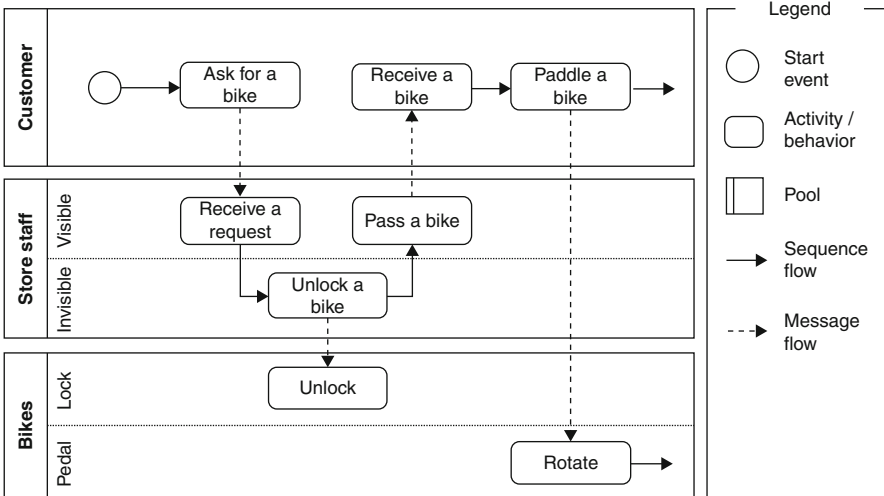 Customer
Ask for a
bike
Receive a
bike
Paddle a
bike
Store staff
Visible
Receive a
request
Pass a bike
Invisible
Unlock a
bike
Bikes
Lock
Unlock
Pedal
Rotate
Legend
Start
event
Activity /
behavior
Pool
Sequence
flow
Message
flow